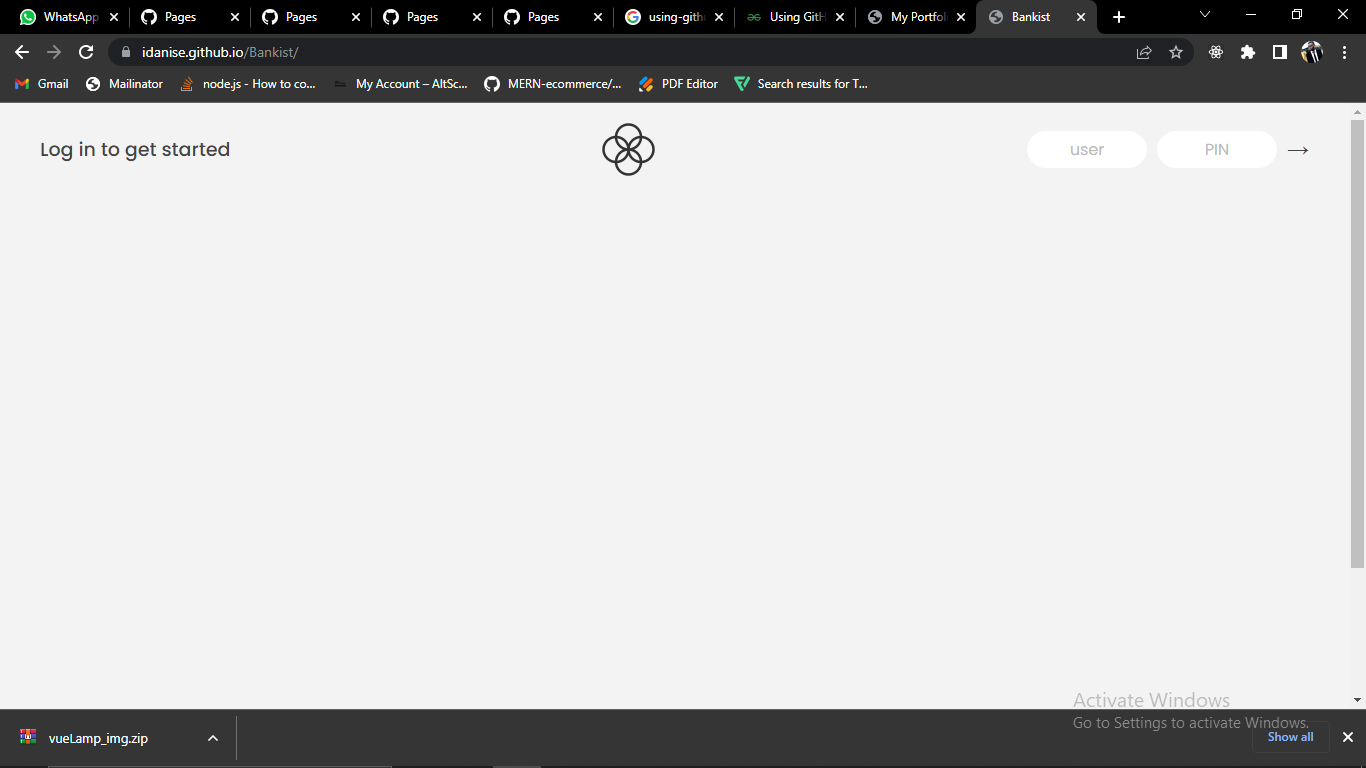 WhatsApp
Pages
Pages
Pages
Pages
using-gith
Using GitH
My Portfol
Bankist
idanise.github.io/Bankist/
Gmail
Mailinator
node.js - How to co...
My Account – AltSc...
MERN-ecommerce/...
PDF Editor
Search results for T...
Log in to get started
user
PIN
→
Activate Windows
Go to Settings to activate Windows.
vueLamp_img.zip
Show all